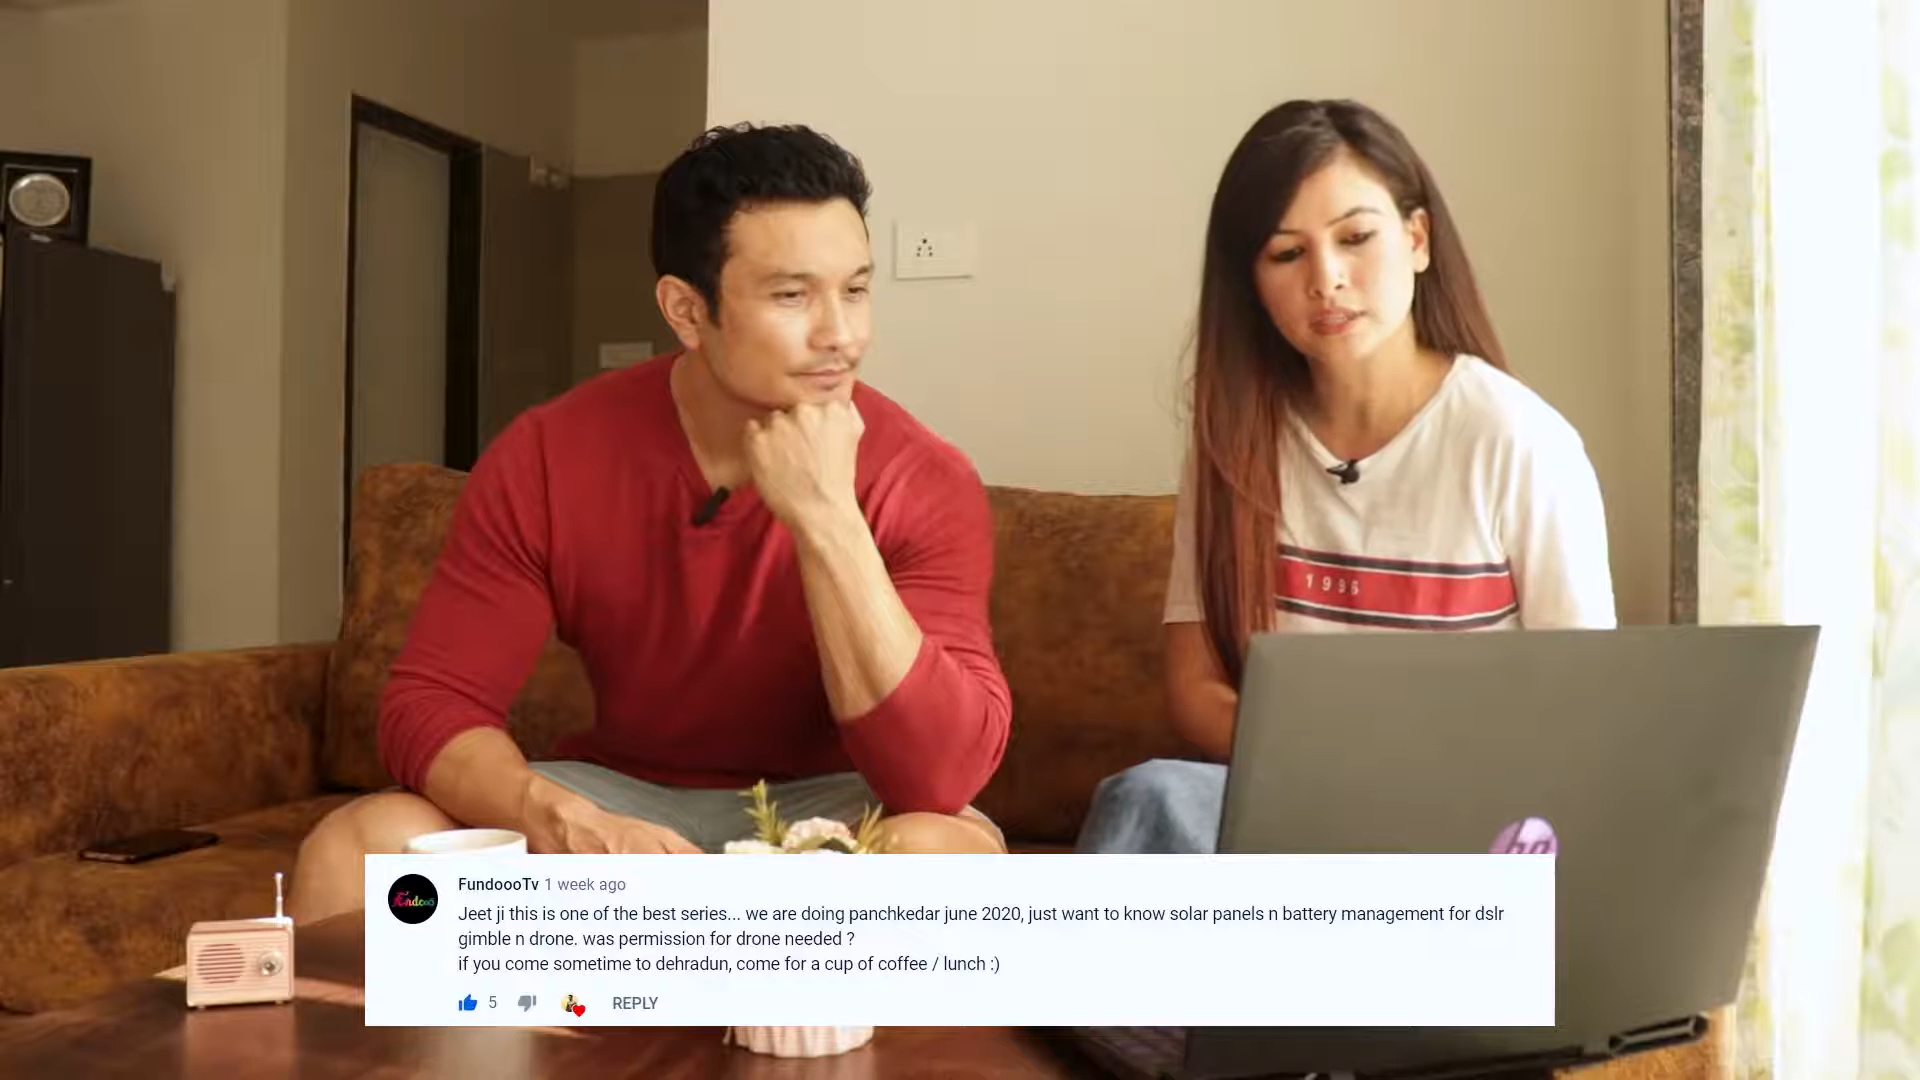 1996
hp
FundoooTv 1 week ago
Jeet ji this is one of the best series... we are doing panchkedar june 2020, just want to know solar panels n battery management for dslr
gimble n drone. was permission for drone needed ?
if you come sometime to dehradun, come for a cup of coffee / lunch :)
5 REPLY